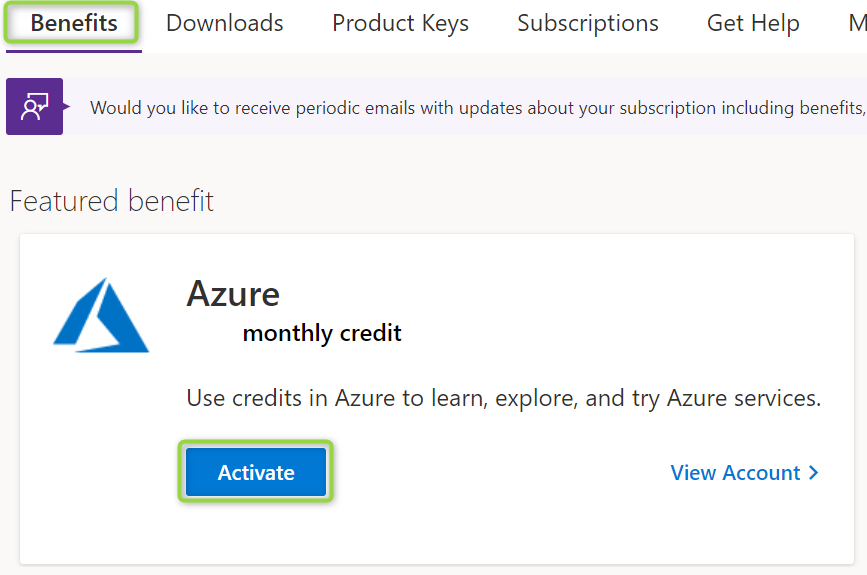 Benefits Downloads Product Keys Subscriptions Get Help
Would you like to receive periodic emails with updates about your subscription including benefits,
Featured benefit
Azure
monthly credit
Use credits in Azure to learn, explore, and try Azure services.
Activate View Account